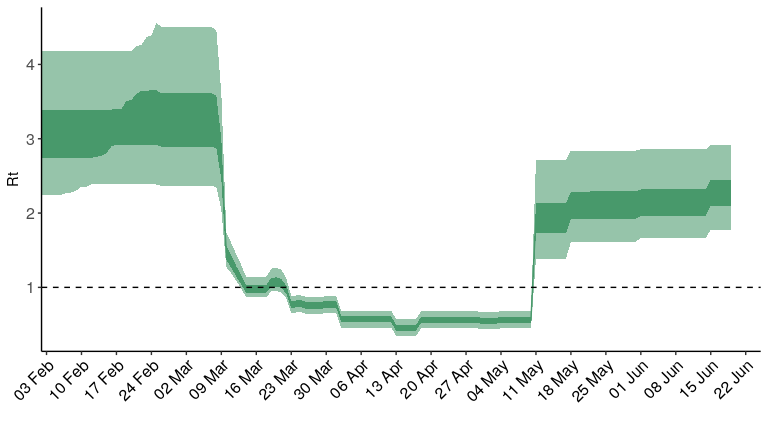 Rt
4
3
2
1
03 Feb
10 Feb
17 Feb
24 Feb
02 Mar
09 Mar
16 Mar
23 Mar
30 Mar
06 Apr
13 Apr
20 Apr
27 Apr
04 May
11 May
18 May
25 May
01 Jun
08 Jun
15 Jun
22 Jun